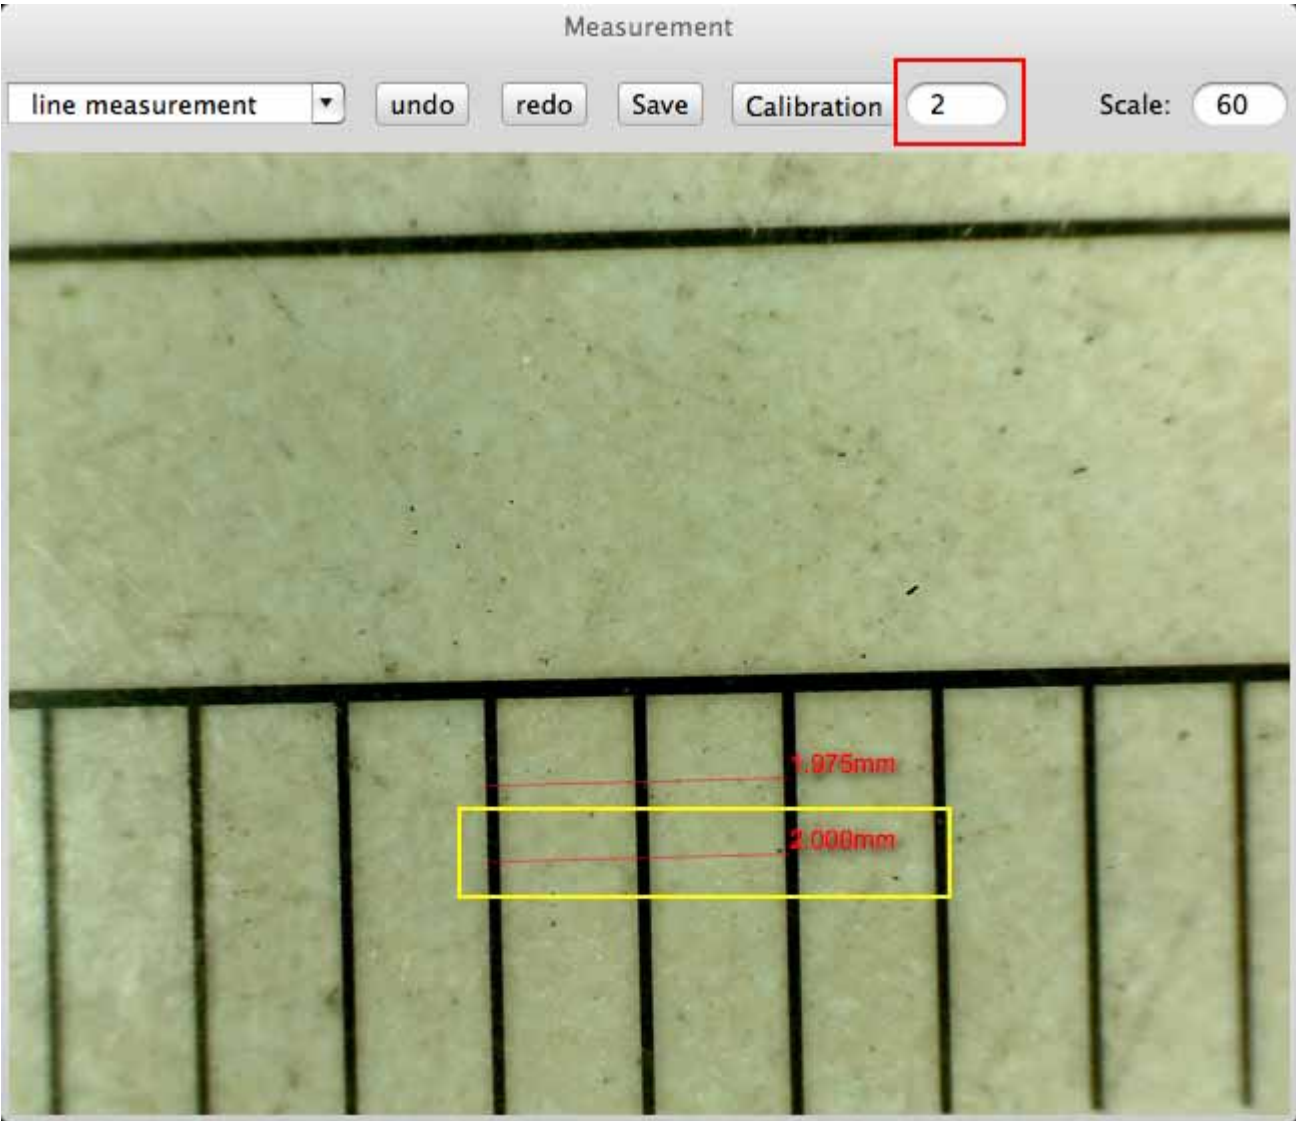 Measurement
line measurement undo redo Save Calibration 2 Scale: 60
1.975mm
2.000mm